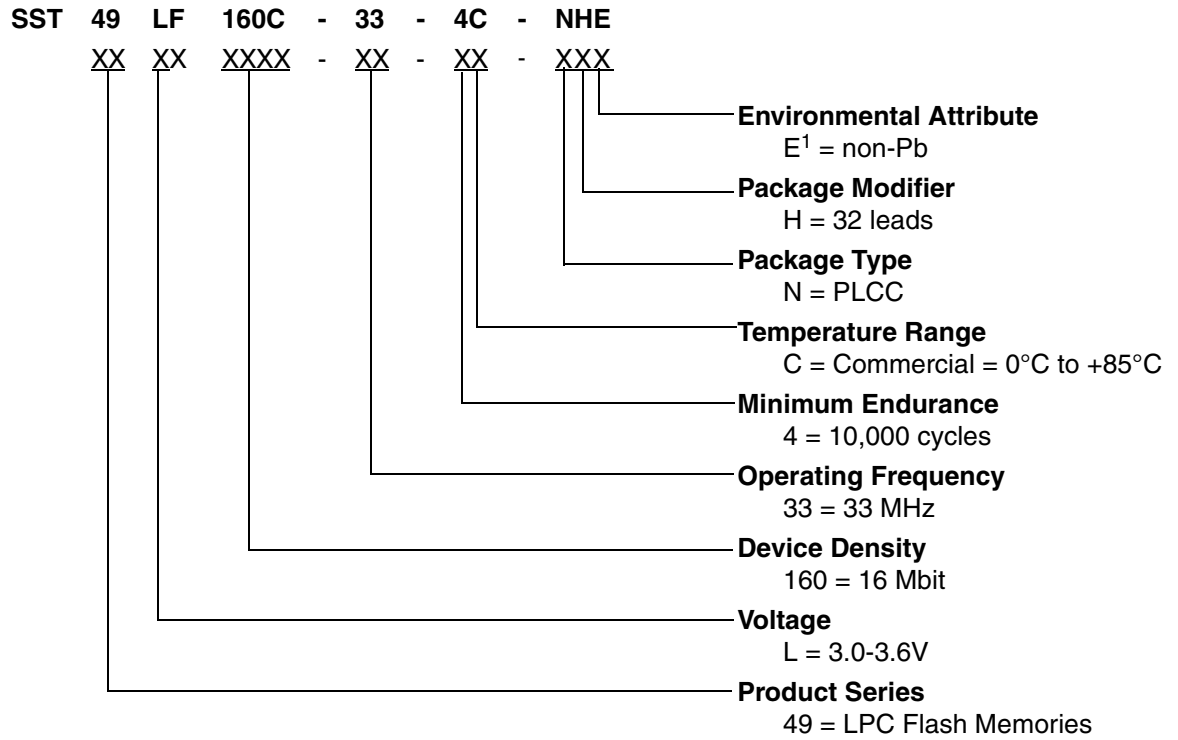 SST 49 LF 160C - 33 - 4C - NHE
XX XX XXXX - XX - XX - XXX
Environmental Attribute
E1 = non-Pb
Package Modifier
H = 32 leads
Package Type
N = PLCC
Temperature Range
C = Commercial = 0°C to +85°C
Minimum Endurance
4 = 10,000 cycles
Operating Frequency
33 = 33 MHz
Device Density
160 = 16 Mbit
Voltage
L = 3.0-3.6V
Product Series
49 = LPC Flash Memories